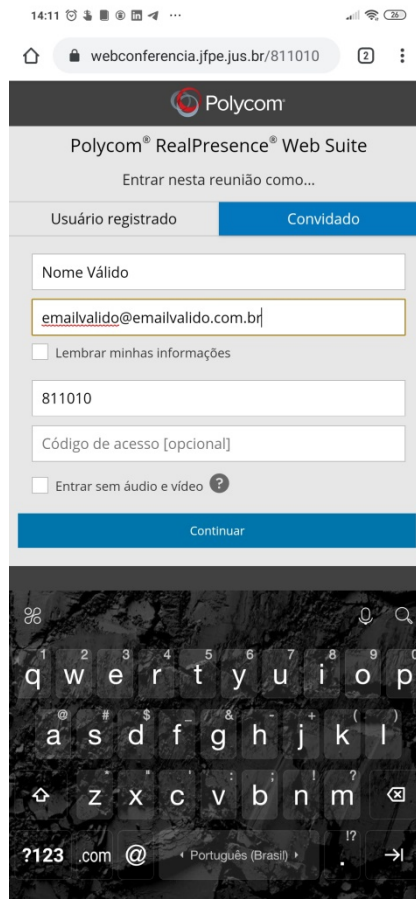 14:11 ...
26
webconferencia.jfpe.jus.br/811010 2
Polycom
Polycom® RealPresence® Web Suite
Entrar nesta reunião como...
Usuário registrado Convidado
Nome Válido
emailvalido@emailvalido.com.br
Lembrar minhas informações
811010
Código de acesso [opcional]
Entrar sem áudio e vídeo ?
Continuar
1 2 3 4 5 6 7 8 9 0
q w e r t y u i o p
@ # $ _ & - + ( )
a s d f g h j k l
* " ' : ; ! ?
z x c v b n m
?123 .com @ Português (Brasil) . !?